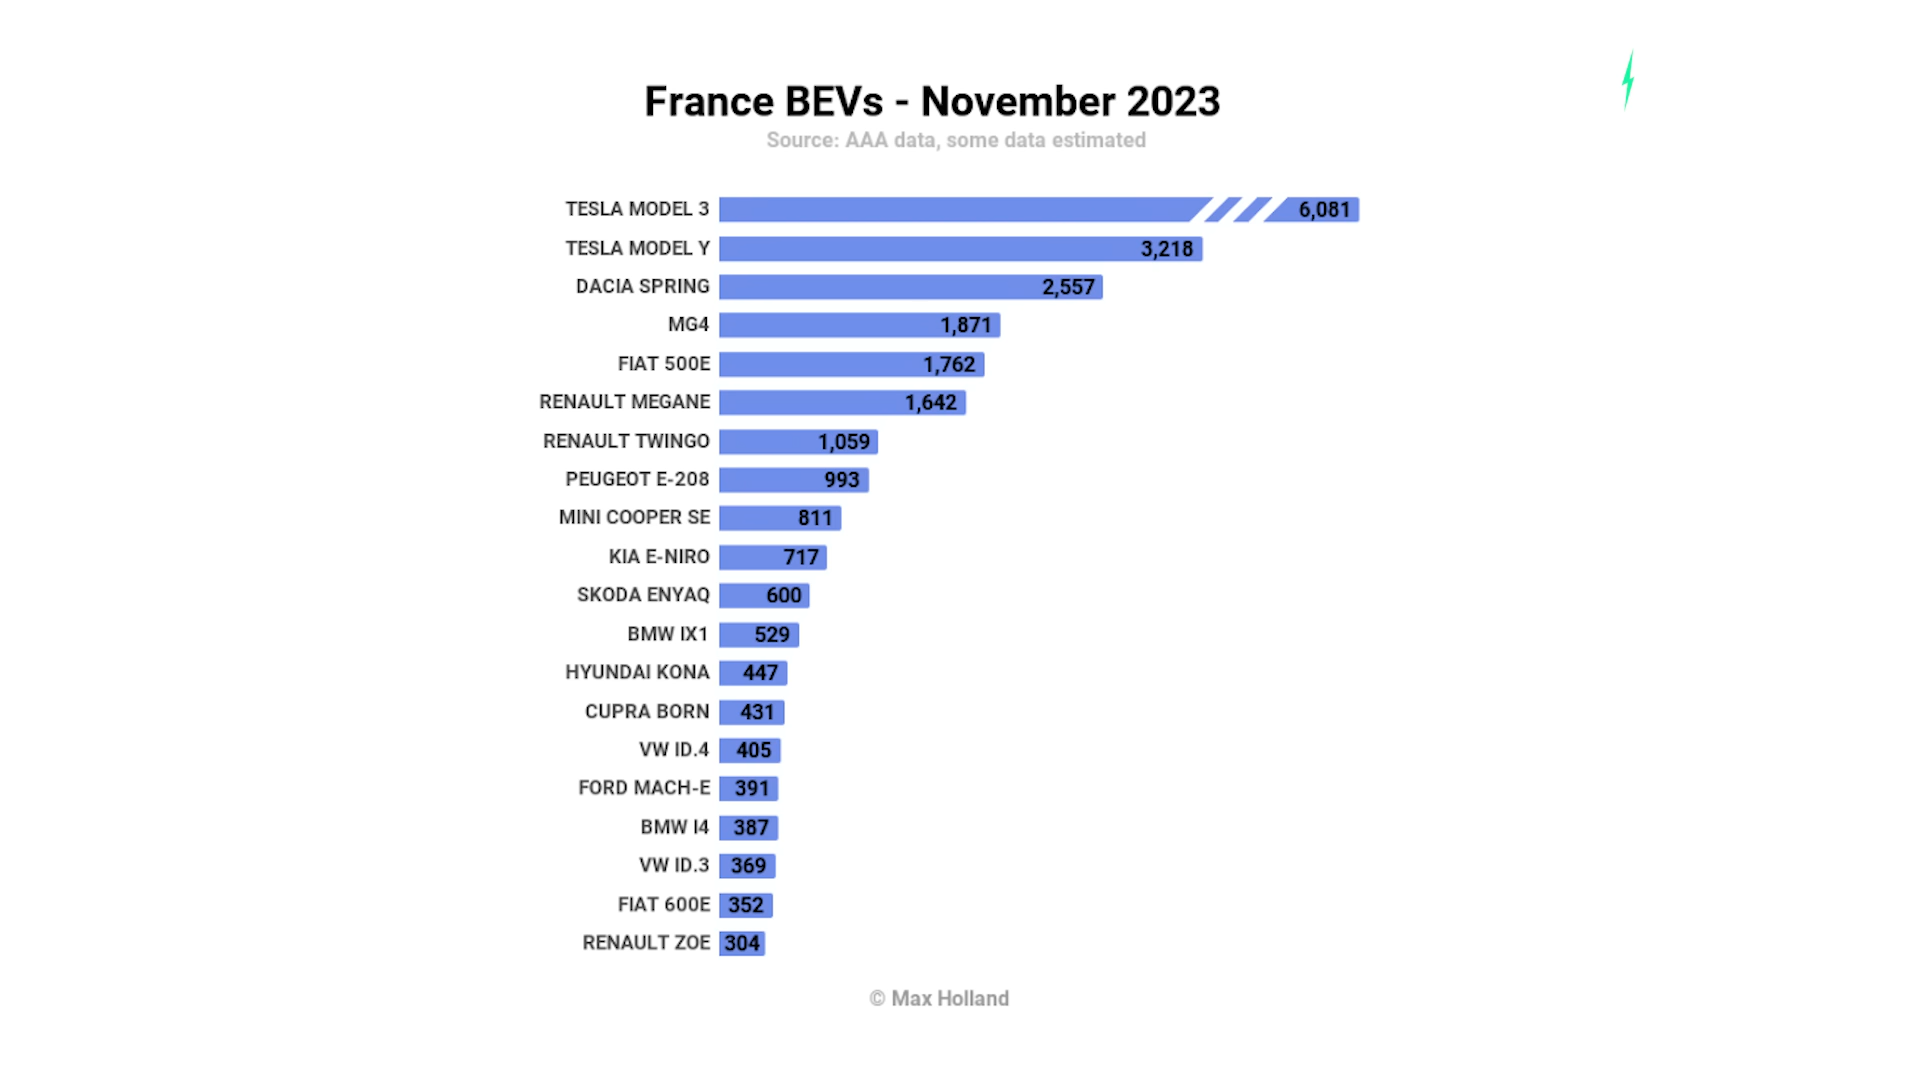 France BEVs - November 2023
Source: AAA data, some data estimated
TESLA MODEL 3 6,081
TESLA MODEL Y 3,218
DACIA SPRING 2,557
MG4 1,871
FIAT 500E 1,762
RENAULT MEGANE 1,642
RENAULT TWINGO 1,059
PEUGEOT E-208 993
MINI COOPER SE 811
KIA E-NIRO 717
SKODA ENYAQ 600
BMW IX1 529
HYUNDAI KONA 447
CUPRA BORN 431
VW ID.4 405
FORD MACH-E 391
BMW I4 387
VW ID.3 369
FIAT 600E 352
RENAULT ZOE 304
© Max Holland